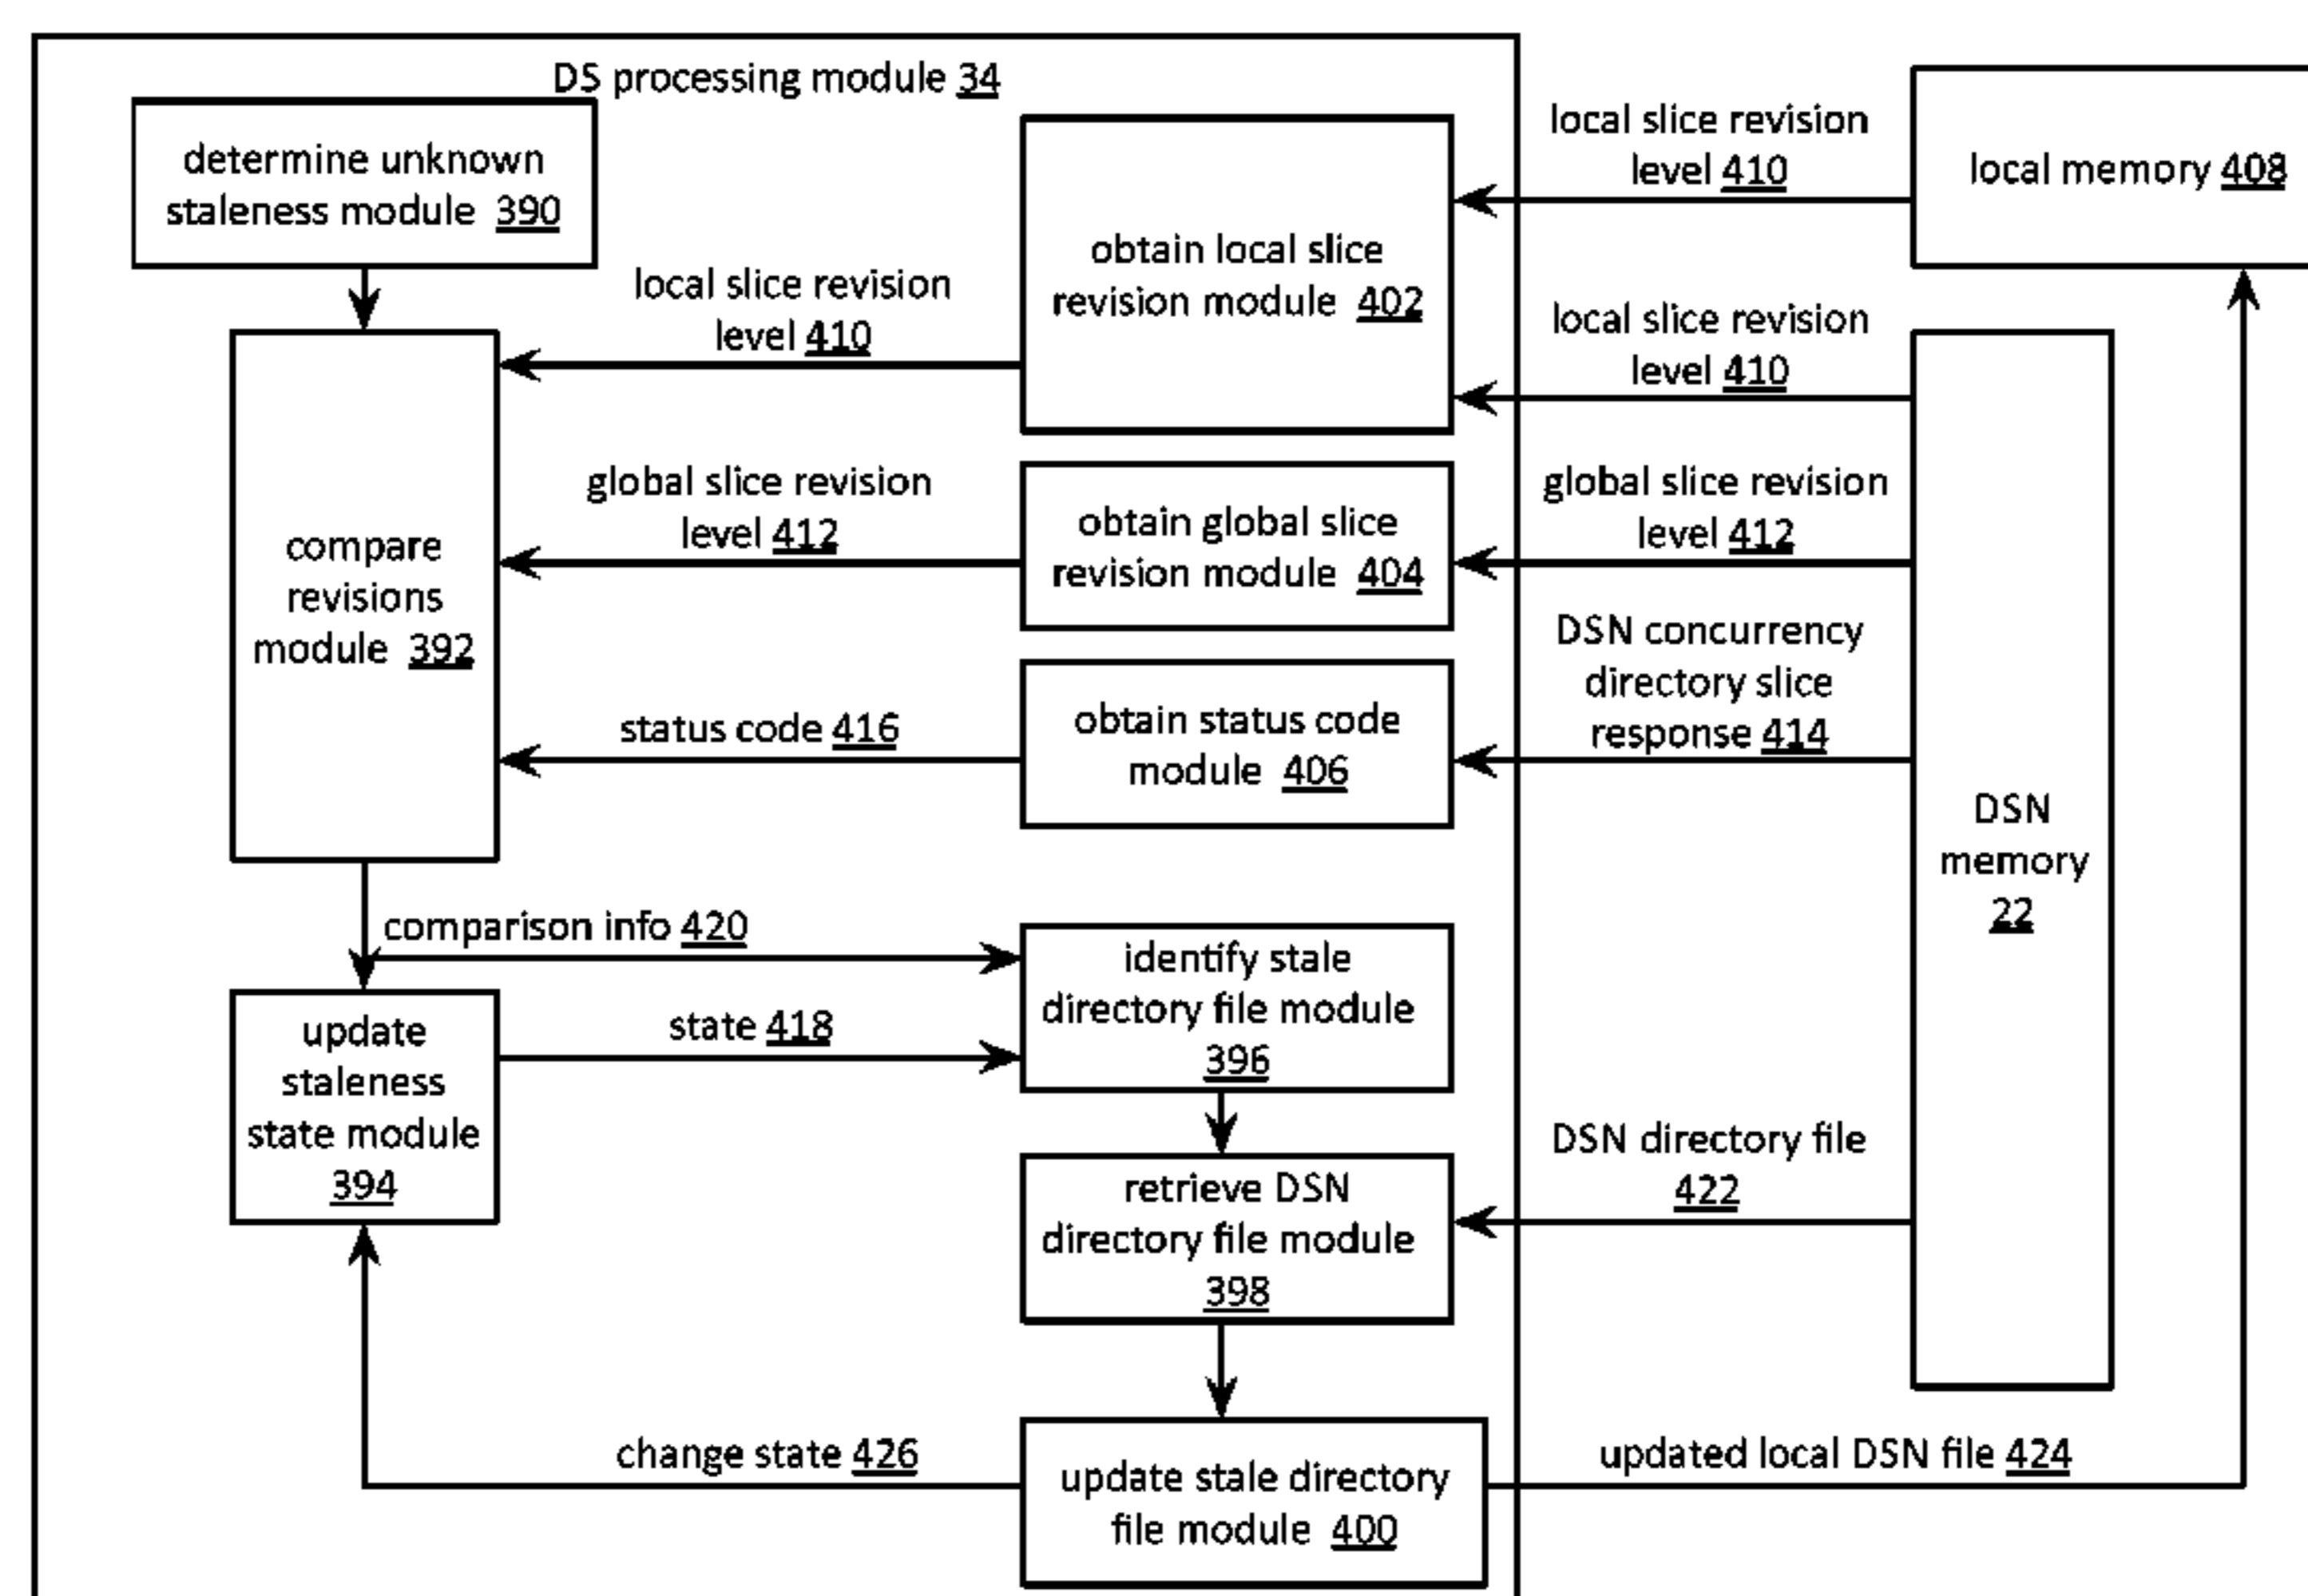 DS processing module 34
determine unknown
staleness module 390
local slice revision
level 410
local memory 408
obtain local slice
revision module 402
local slice revision
level 410
local slice revision
level 410
compare
revisions
module 392
global slice revision
level 412
obtain global slice
revision module 404
global slice revision
level 412
DSN concurrency
directory slice
response 414
status code 416
obtain status code
module 406
DSN
memory
22
comparison info 420
identify stale
directory file module
396
update
staleness
state module
394
state 418
retrieve DSN
directory file module
398
DSN directory file
422
change state 426
update stale directory
file module 400
updated local DSN file 424